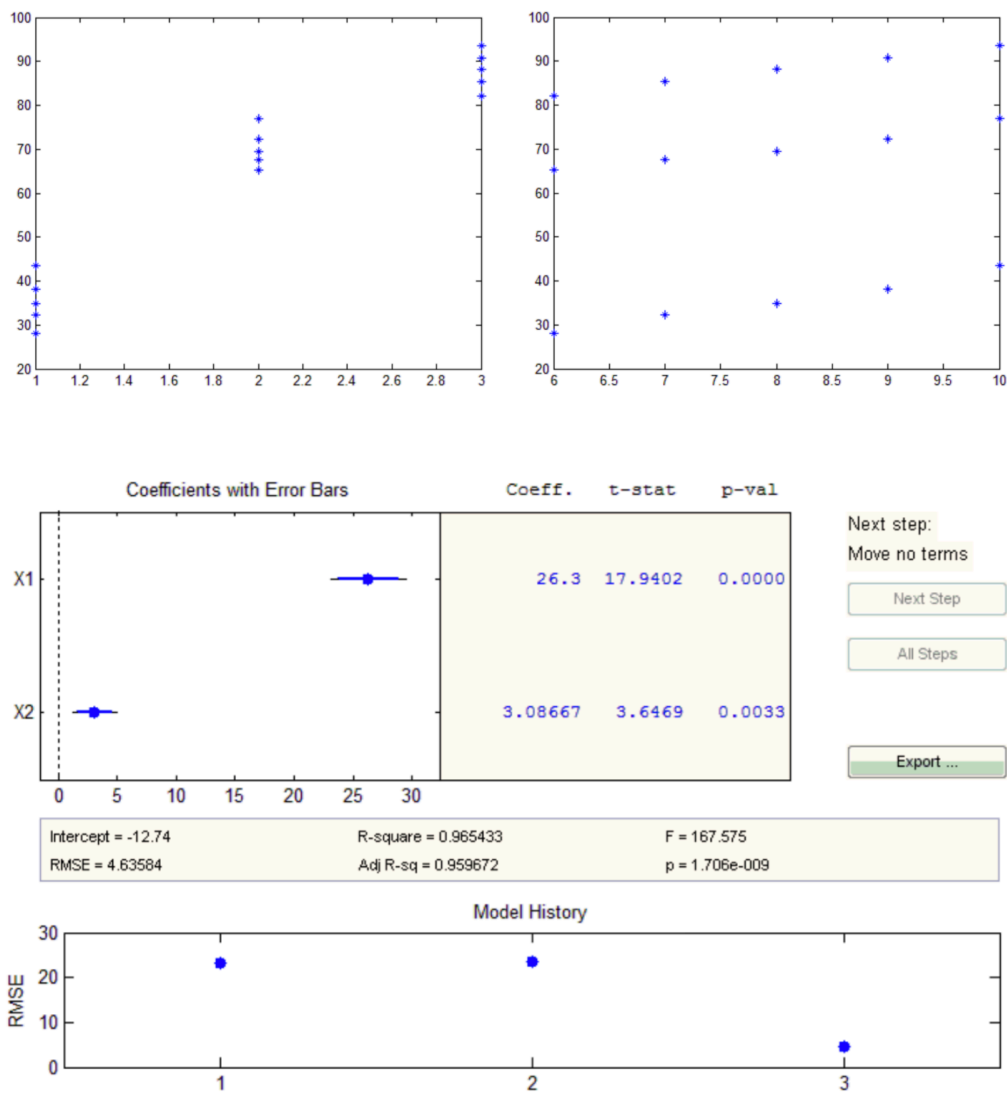 100
90
80
70
60
50
40
30
20
1 1.2 1.4 1.6 1.8 2 2.2 2.4 2.6 2.8 3
100
90
80
70
60
50
40
30
20
6 6.5 7 7.5 8 8.5 9 9.5 10
Coefficients with Error Bars
Coeff. t-stat p-val
X1
26.3 17.9402 0.0000
X2
3.08667 3.6469 0.0033
0 5 10 15 20 25 30
Next step:
Move no terms
Next Step
All Steps
Export ...
Intercept = -12.74 R-square = 0.965433 F = 167.575
RMSE = 4.63584 Adj R-sq = 0.959672 p = 1.706e-009
Model History
RMSE
30
20
10
0
1 2 3